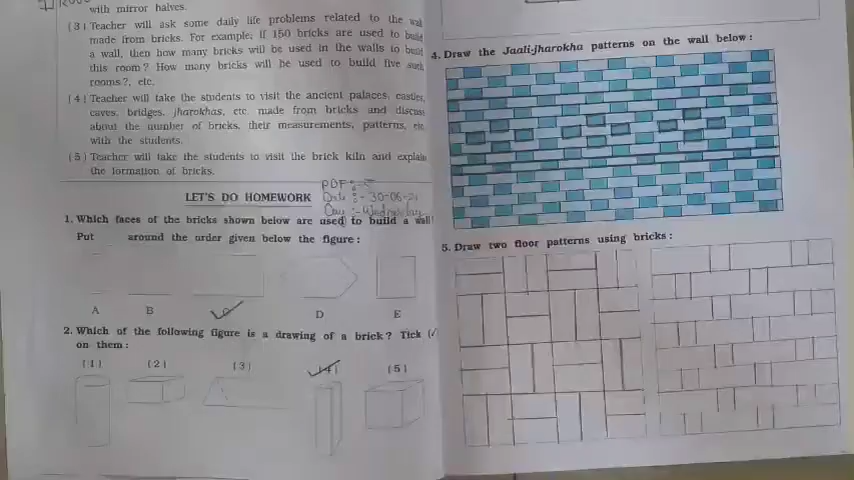 with mirror halves.
(3) Teacher will ask some daily life problems related to the wall
made from bricks. For example, if 150 bricks are used to build
a wall, then how many bricks will be used in the walls to build
this room? How many bricks will be used to build five such
rooms?, etc.
(4) Teacher will take the students to visit the ancient palaces, castles,
caves, bridges, jharokhas, etc. made from bricks and discuss
about the number of bricks, their measurements, patterns, etc.
with the students.
(5) Teacher will take the students to visit the brick kiln and explain
the formation of bricks.
PDF :- 5
LET'S DO HOMEWORK
Date :- 30-06-21
Day :- Wednesday
1. Which faces of the bricks shown below are used to build a wall?
Put around the order given below the figure :
A B D E
2. Which of the following figure is a drawing of a brick? Tick (✓)
on them :
(1) (2) (3) (4) (5)
4. Draw the Jaali-Jharokha patterns on the wall below :
5. Draw two floor patterns using bricks :